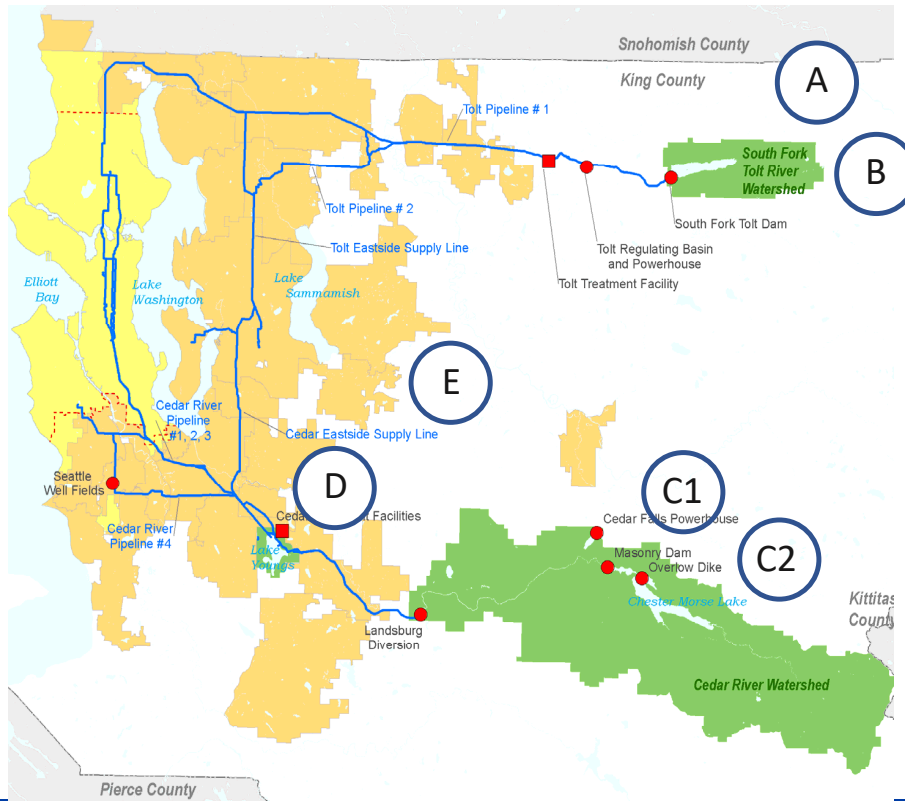 Snohomish County
King County
A
Tolt Pipeline # 1
South Fork
Tolt River
Watershed
B
Tolt Pipeline # 2
South Fork Tolt Dam
Tolt Eastside Supply Line
Tolt Regulating Basin
and Powerhouse
Tolt Treatment Facility
Elliott
Bay
Lake
Washington
Lake
Sammamish
E
Cedar River
Pipeline
#1, 2, 3
Cedar Eastside Supply Line
Seattle
Well Fields
D
C1
Cedar Falls Powerhouse
Facilities
Cedar River
Pipeline #4
Lake
Youngs
Masonry Dam
Overlow Dike
C2
Chester Morse Lake
Kittitas
County
Landsburg
Diversion
Cedar River Watershed
Pierce County